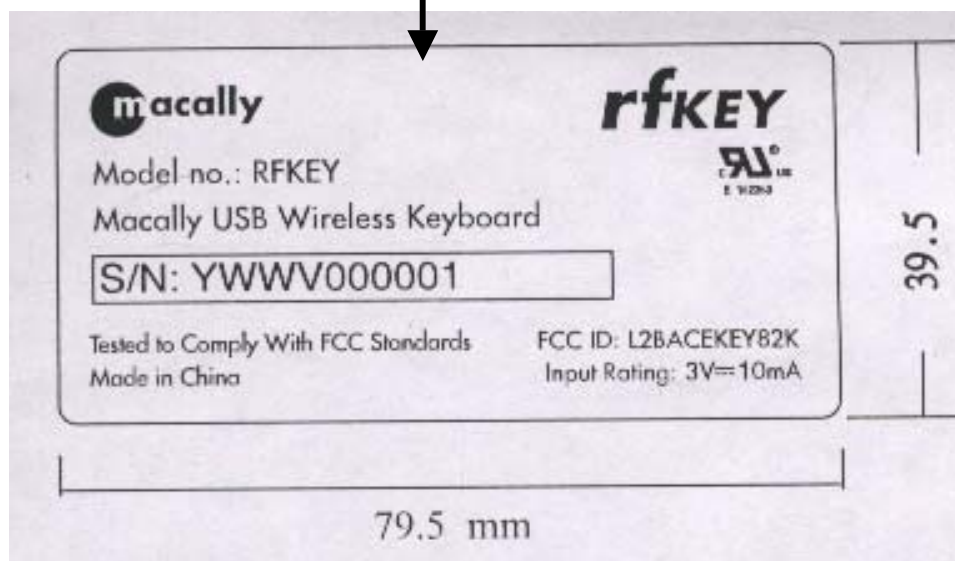 macally
rfKEY
Model no.: RFKEY
Macally USB Wireless Keyboard
S/N: YWWV000001
Tested to Comply With FCC Standards
Made in China
FCC ID: L2BACEKEY82K
Input Rating: 3V⎓10mA
39.5
79.5 mm